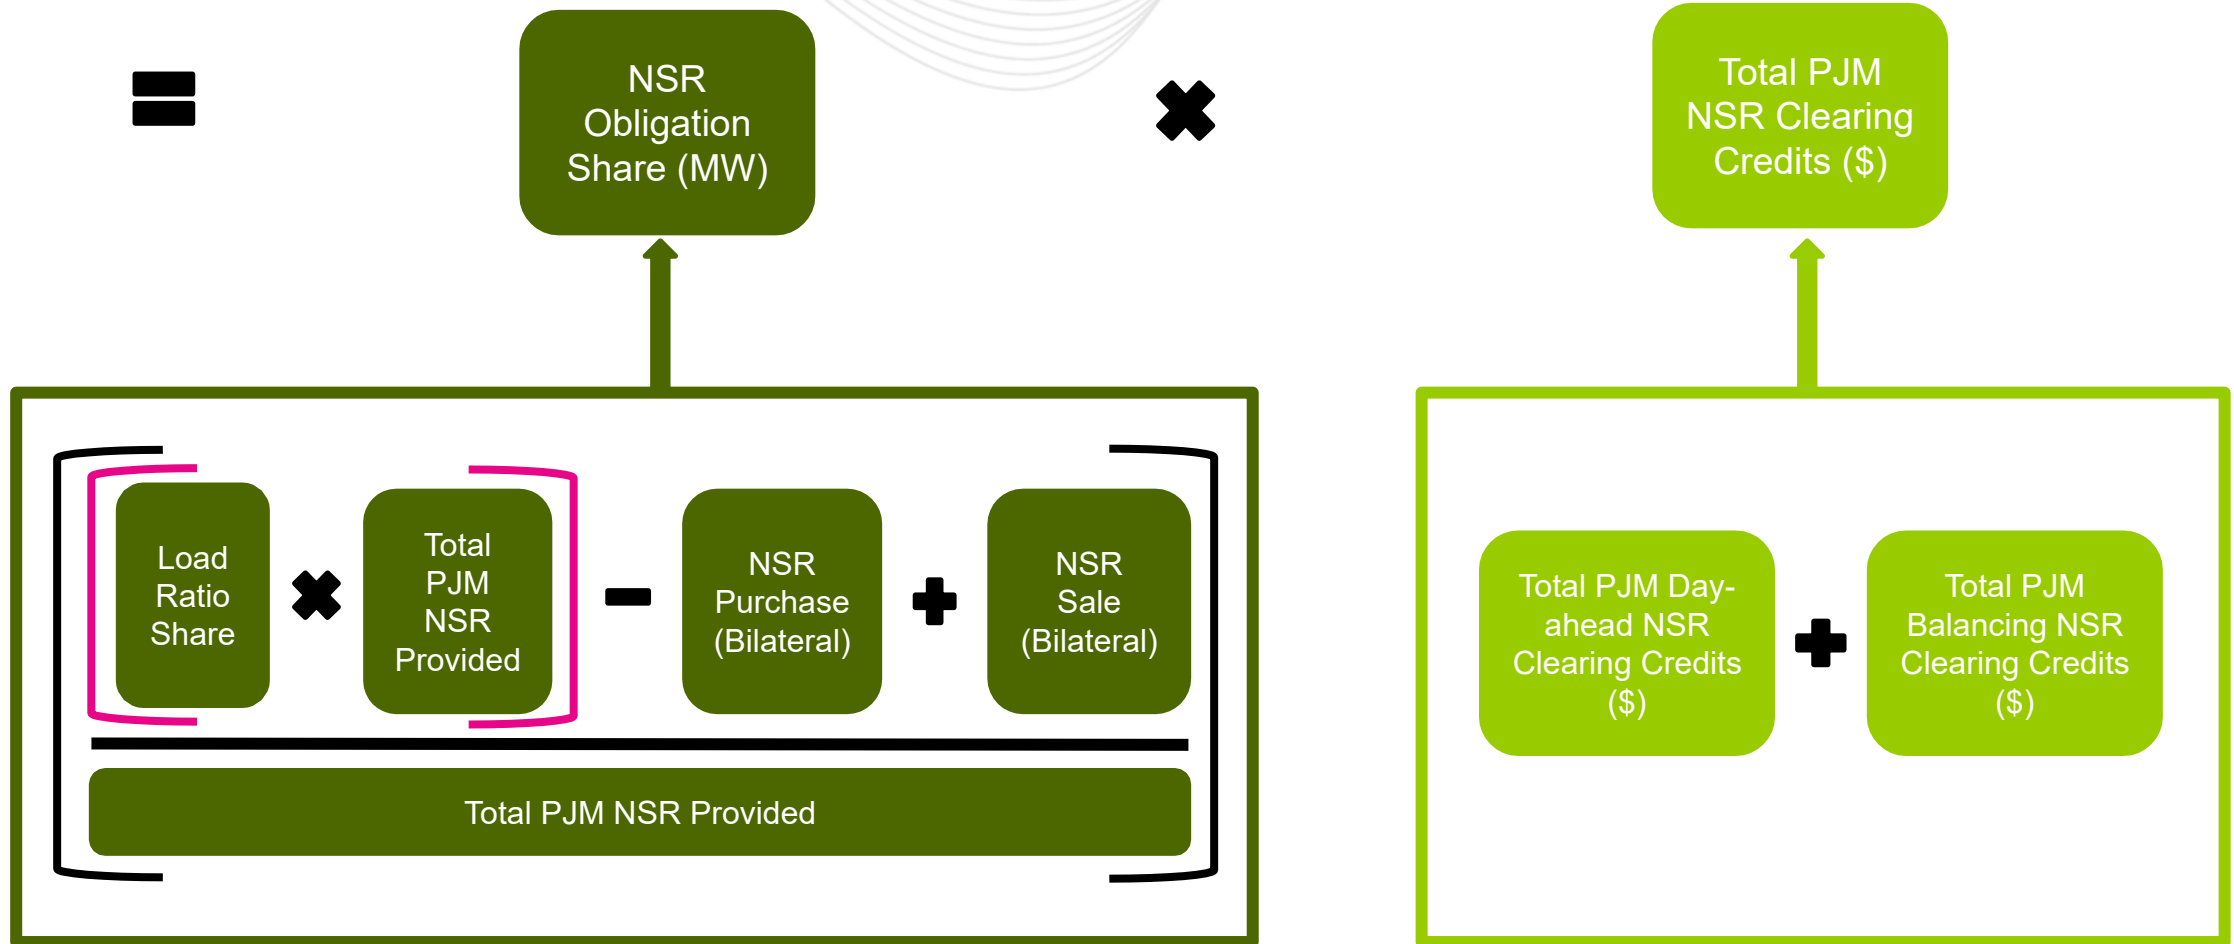 NSR
Obligation
Share (MW)
Total PJM
NSR Clearing
Credits ($)
Load
Ratio
Share
Total
PJM
NSR
Provided
NSR
Purchase
(Bilateral)
NSR
Sale
(Bilateral)
Total PJM NSR Provided
Total PJM Day-
ahead NSR
Clearing Credits
($)
Total PJM
Balancing NSR
Clearing Credits
($)